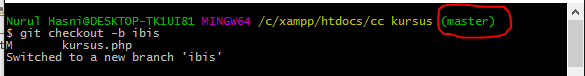 Nurul Hasni@DESKTOP-TK1UI81 MINGW64 /c/xampp/htdocs/cc kursus (master)
$ git checkout -b ibis
M       kursus.php
Switched to a new branch 'ibis'